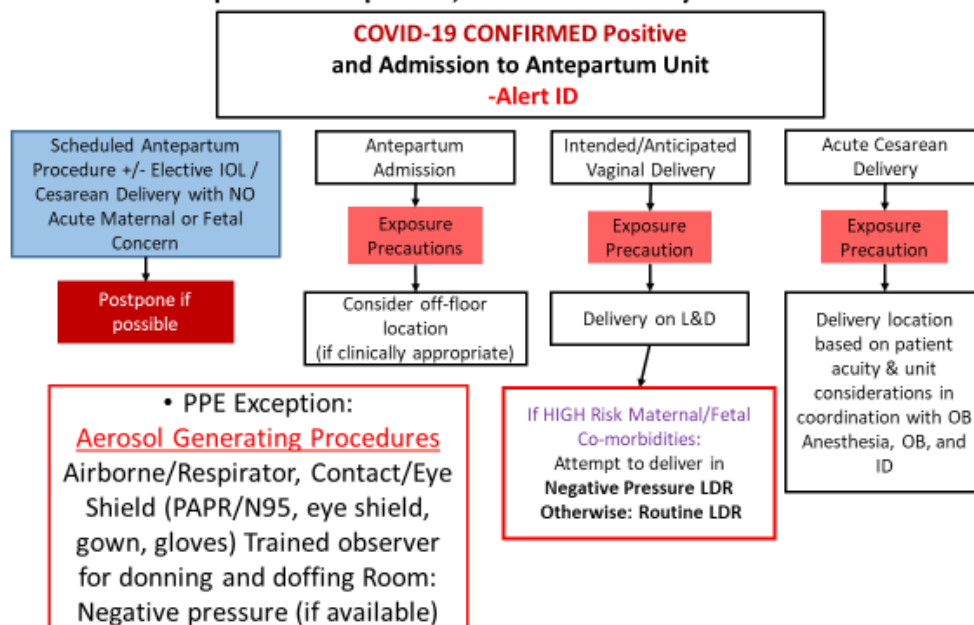 COVID-19 CONFIRMED Positive
and Admission to Antepartum Unit
-Alert ID
Scheduled Antepartum
Procedure +/- Elective IOL /
Cesarean Delivery with NO
Acute Maternal or Fetal
Concern
Postpone if
possible
Antepartum
Admission
Exposure
Precautions
Consider off-floor
location
(if clinically appropriate)
Intended/Anticipated
Vaginal Delivery
Exposure
Precaution
Delivery on L&D
If HIGH Risk Maternal/Fetal
Co-morbidities:
Attempt to deliver in
Negative Pressure LDR
Otherwise: Routine LDR
Acute Cesarean
Delivery
Exposure
Precaution
Delivery location
based on patient
acuity & unit
considerations in
coordination with OB
Anesthesia, OB, and
ID
• PPE Exception:
Aerosol Generating Procedures
Airborne/Respirator, Contact/Eye
Shield (PAPR/N95, eye shield,
gown, gloves) Trained observer
for donning and doffing Room:
Negative pressure (if available)